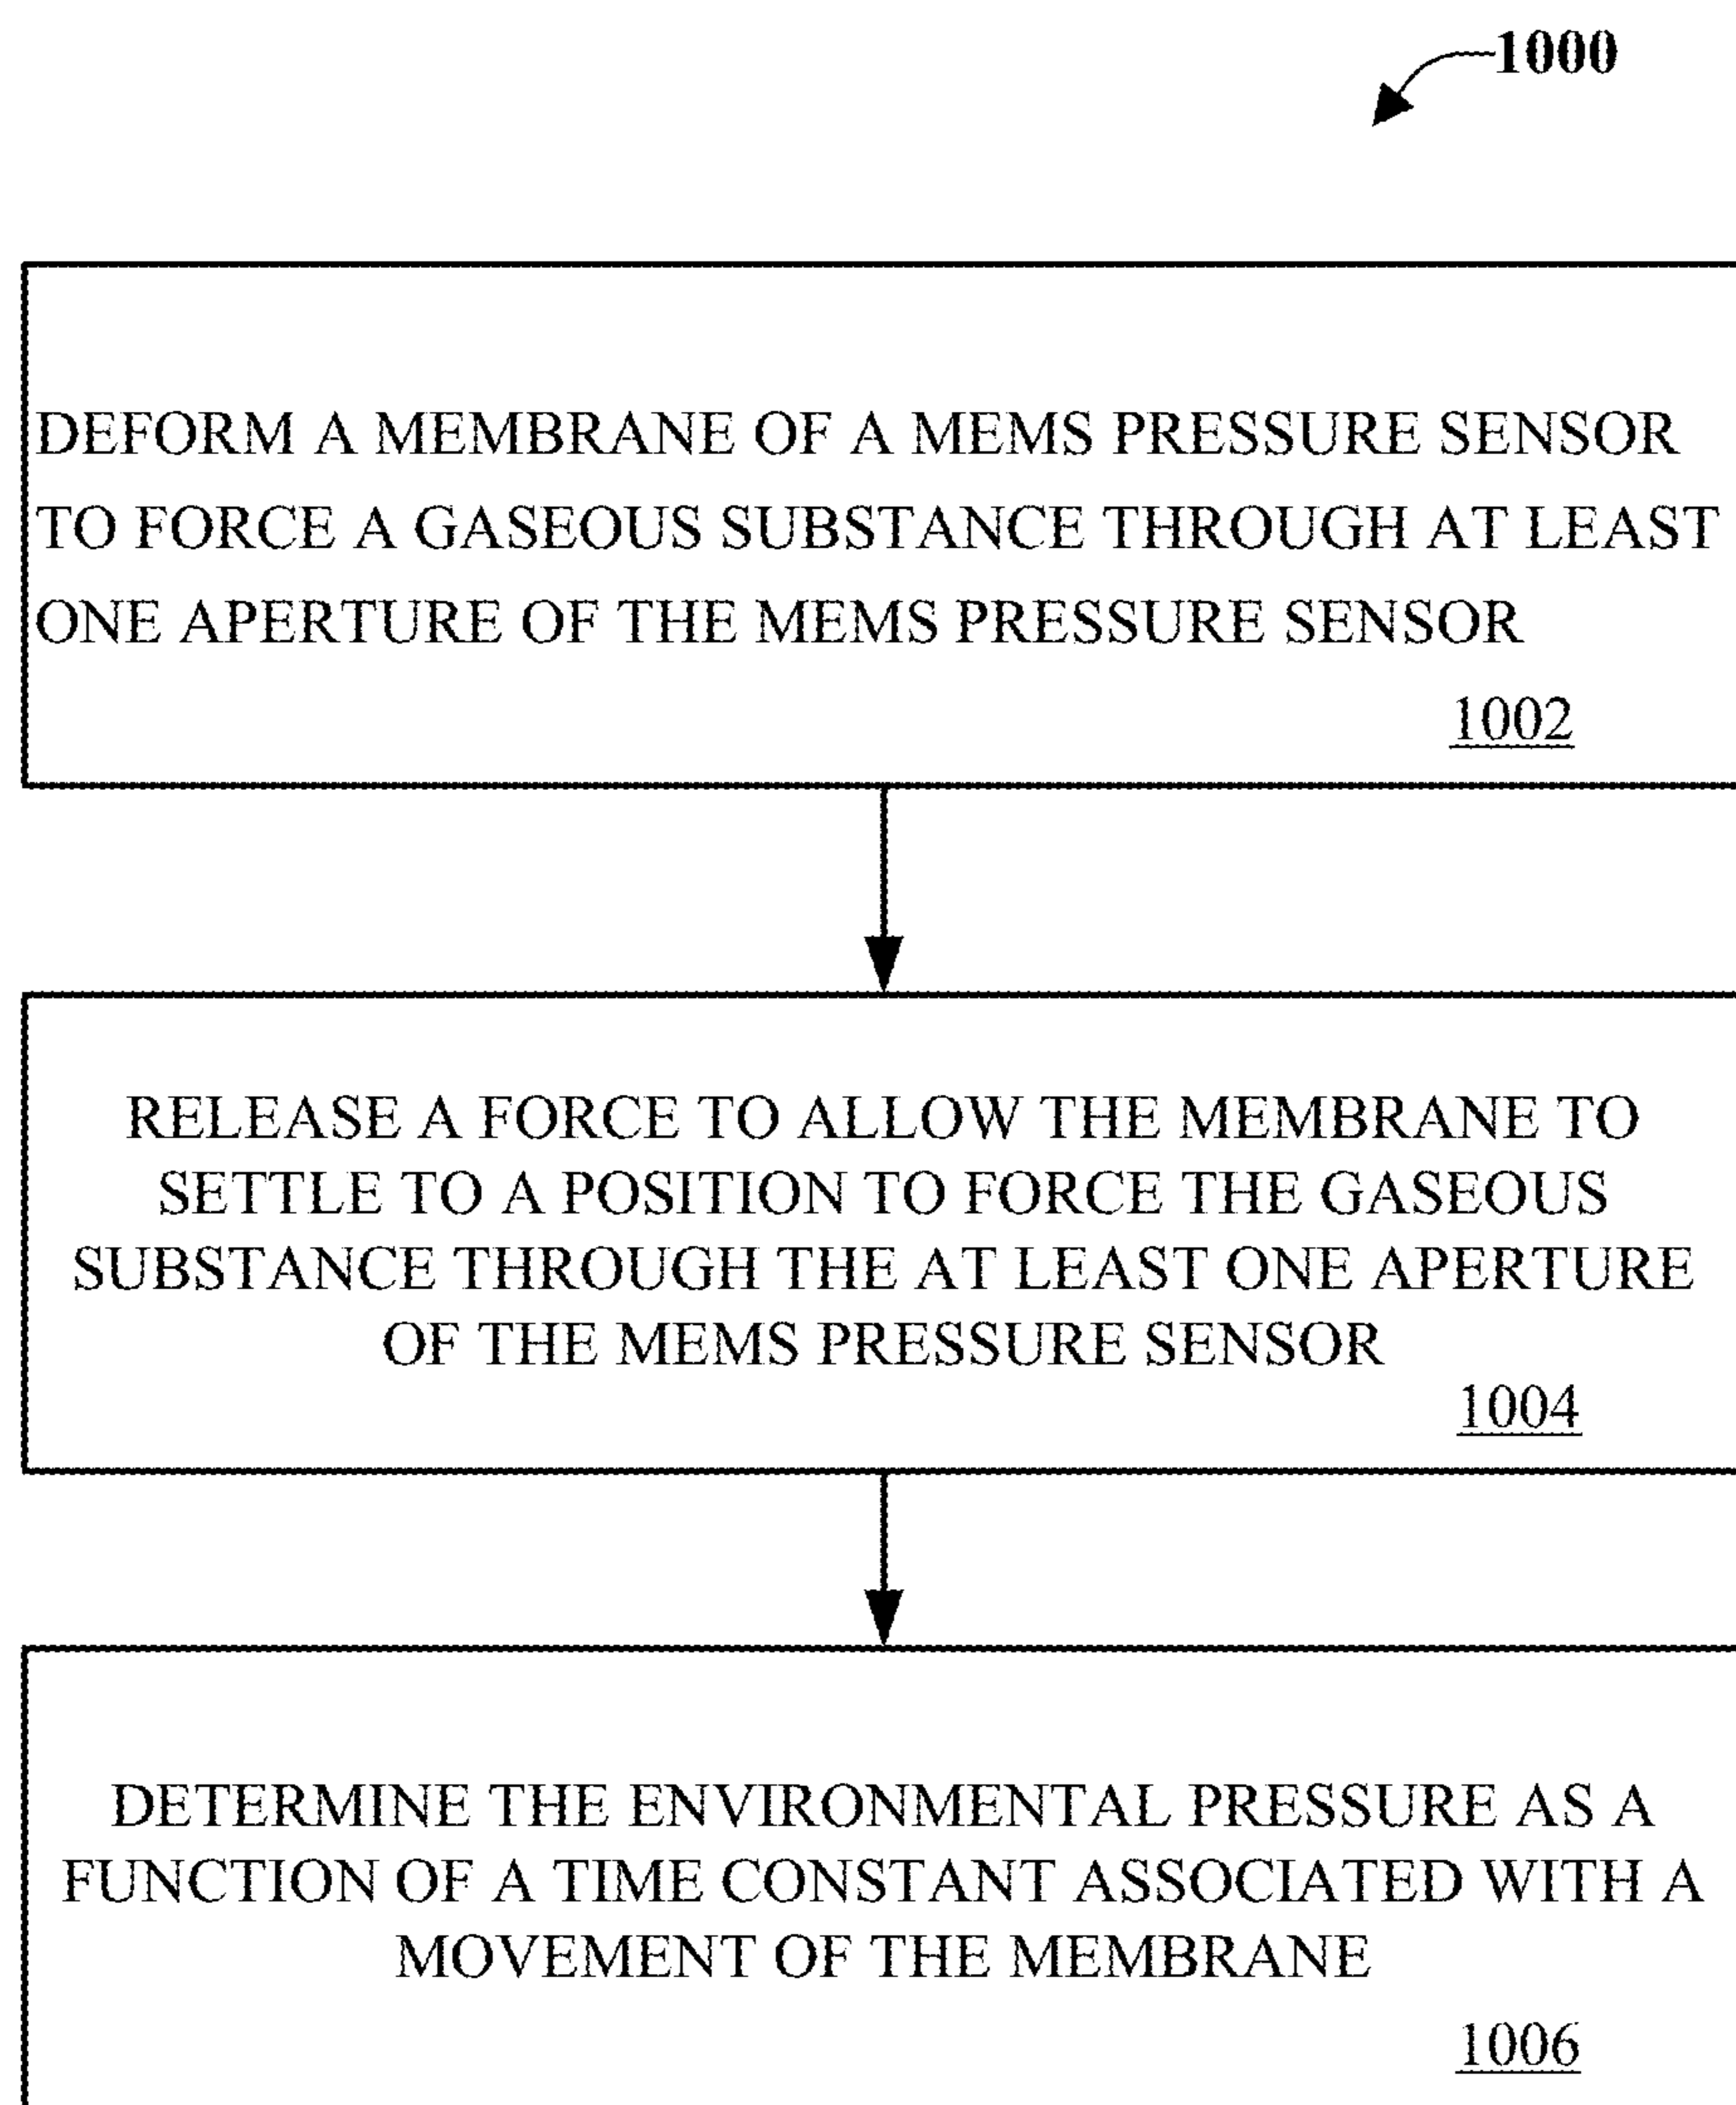 1000
DEFORM A MEMBRANE OF A MEMS PRESSURE SENSOR
TO FORCE A GASEOUS SUBSTANCE THROUGH AT LEAST
ONE APERTURE OF THE MEMS PRESSURE SENSOR
1002
RELEASE A FORCE TO ALLOW THE MEMBRANE TO
SETTLE TO A POSITION TO FORCE THE GASEOUS
SUBSTANCE THROUGH THE AT LEAST ONE APERTURE
OF THE MEMS PRESSURE SENSOR
1004
DETERMINE THE ENVIRONMENTAL PRESSURE AS A
FUNCTION OF A TIME CONSTANT ASSOCIATED WITH A
MOVEMENT OF THE MEMBRANE
1006